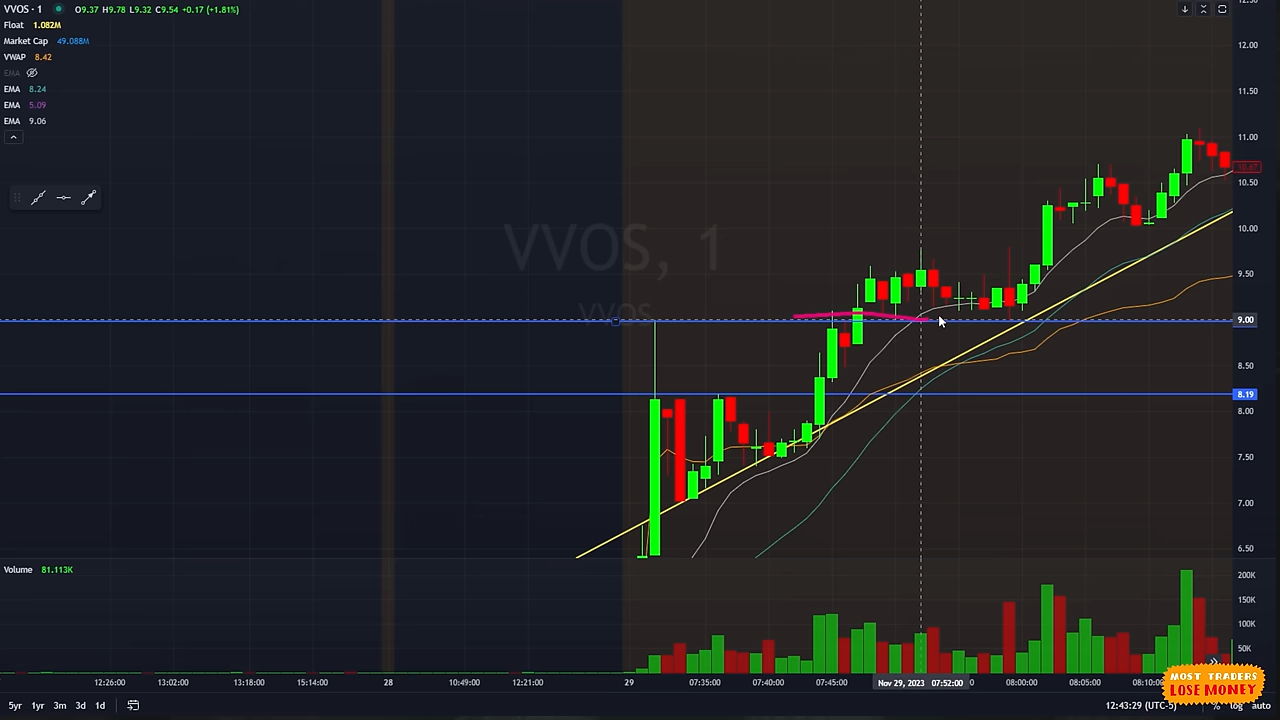 VVOS · 1 O9.37 H9.78 L9.32 C9.54 +0.17 (+1.81%)
Float 1.082M
Market Cap 49.088M
VWAP 8.42
EMA
EMA 8.24
EMA 5.09
EMA 9.06
VVOS, 1
VVOS
12.00
11.50
11.00
10.50
10.00
9.50
9.00
8.50
8.19
8.00
7.50
7.00
6.50
Volume 81.113K
200K
150K
100K
50K
12:26:00 13:02:00 13:18:00 15:14:00 28 10:49:00 12:21:00 29 07:35:00 07:40:00 07:45:00 Nov 29, 2023 07:52:00 08:00:00 08:05:00 08:10:00
MOST TRADERS
LOSE MONEY
5yr 1yr 3m 3d 1d 12:43:29 (UTC-5) % log auto